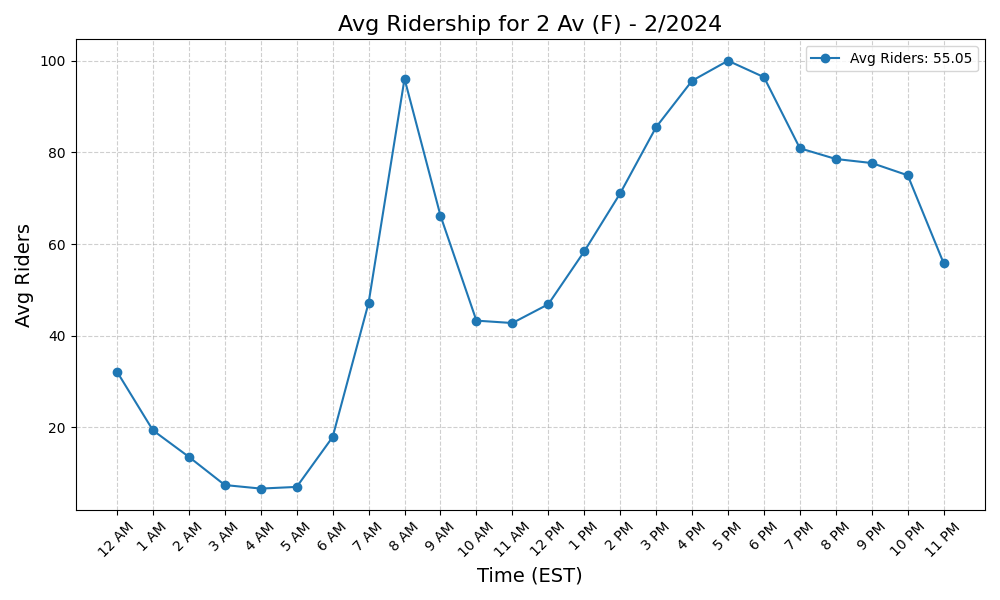 Avg Ridership for 2 Av (F) - 2/2024
Avg Riders: 55.05
Avg Riders
100
80
60
40
20
12 AM
1 AM
2 AM
3 AM
4 AM
5 AM
6 AM
7 AM
8 AM
9 AM
10 AM
11 AM
12 PM
1 PM
2 PM
3 PM
4 PM
5 PM
6 PM
7 PM
8 PM
9 PM
10 PM
11 PM
Time (EST)